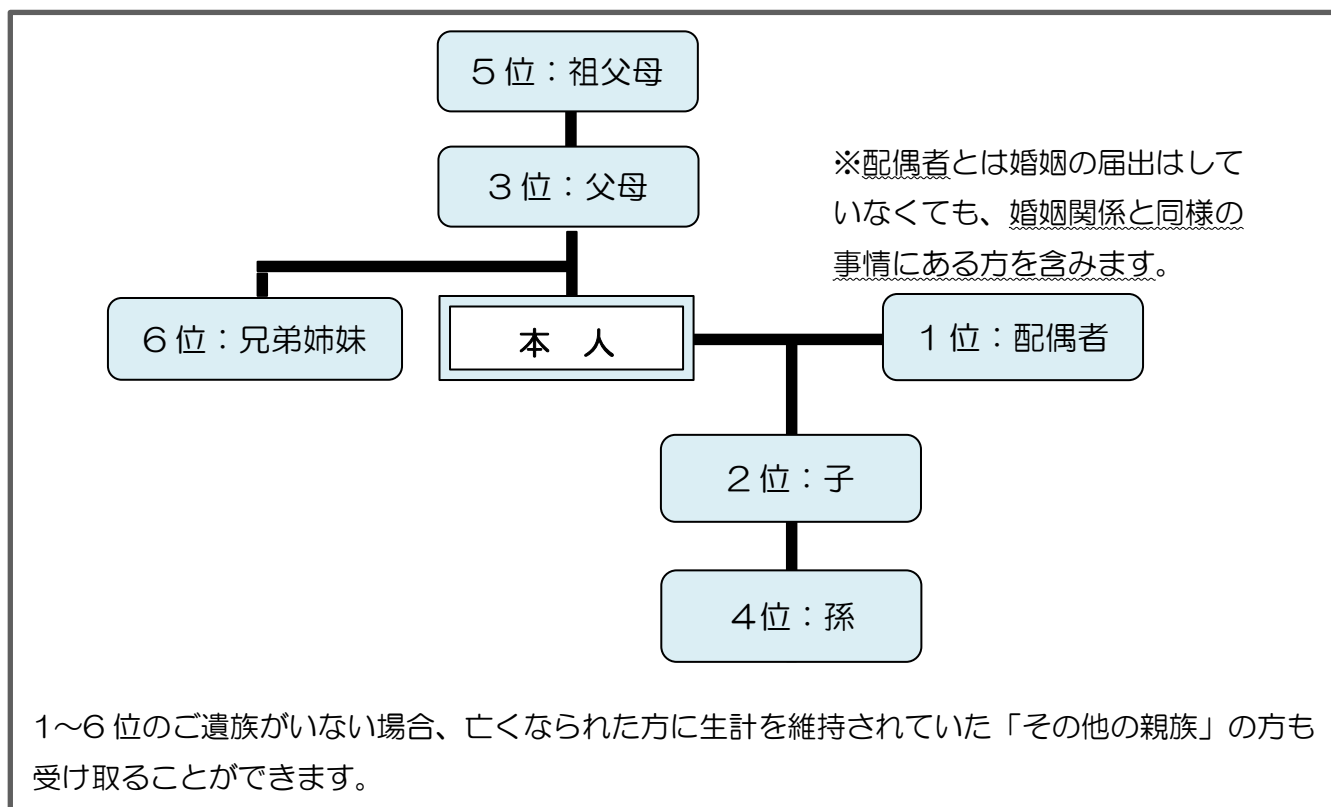 5位：祖父母
3位：父母
※配偶者とは婚姻の届出はして
いなくても、婚姻関係と同様の
事情にある方を含みます。
6位：兄弟姉妹
本　人
1位：配偶者
2位：子
4位：孫
1～6位のご遺族がいない場合、亡くなられた方に生計を維持されていた「その他の親族」の方も
受け取ることができます。